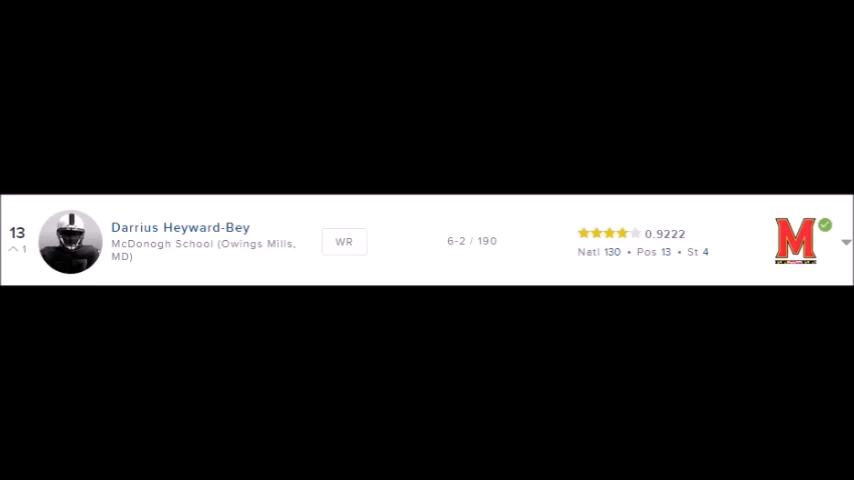 13
1
Darrius Heyward-Bey
McDonogh School (Owings Mills,
MD)
WR
6-2 / 190
0.9222
Natl 130 • Pos 13 • St 4
M